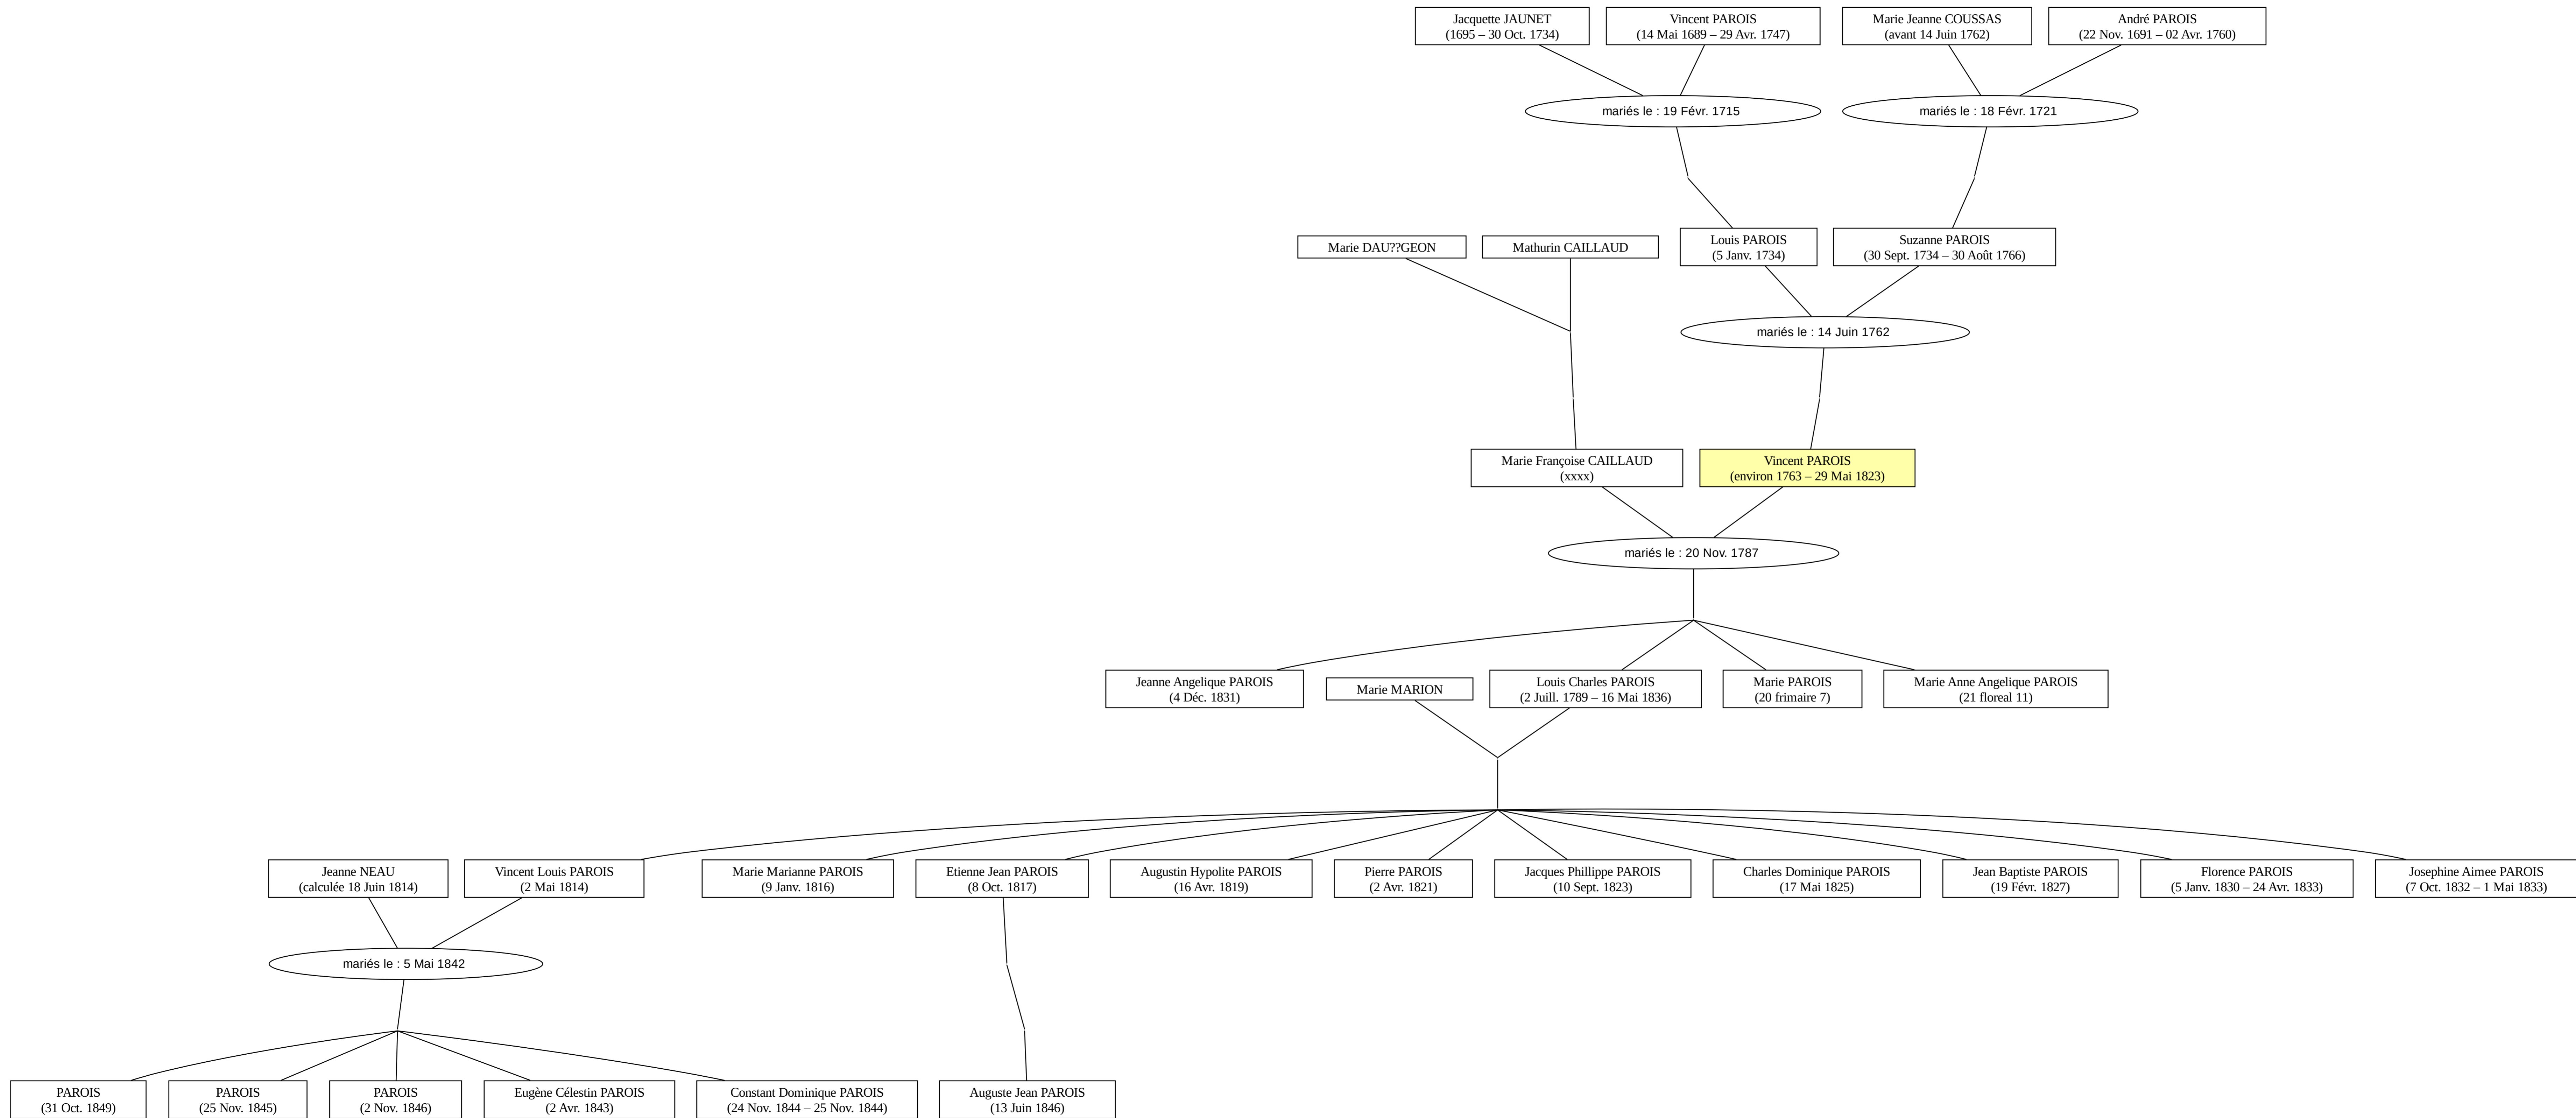 Jacquette JAUNET
(1695 – 30 Oct. 1734)
Vincent PAROIS
(14 Mai 1689 – 29 Avr. 1747)
Marie Jeanne COUSSAS
(avant 14 Juin 1762)
André PAROIS
(22 Nov. 1691 – 02 Avr. 1760)
mariés le : 19 Févr. 1715
mariés le : 18 Févr. 1721
Marie DAU??GEON
Mathurin CAILLAUD
Louis PAROIS
(5 Janv. 1734)
Suzanne PAROIS
(30 Sept. 1734 – 30 Août 1766)
mariés le : 14 Juin 1762
Marie Françoise CAILLAUD
(xxxx)
Vincent PAROIS
(environ 1763 – 29 Mai 1823)
mariés le : 20 Nov. 1787
Jeanne Angelique PAROIS
(4 Déc. 1831)
Marie MARION
Louis Charles PAROIS
(2 Juill. 1789 – 16 Mai 1836)
Marie PAROIS
(20 frimaire 7)
Marie Anne Angelique PAROIS
(21 floreal 11)
Jeanne NEAU
(calculée 18 Juin 1814)
Vincent Louis PAROIS
(2 Mai 1814)
Marie Marianne PAROIS
(9 Janv. 1816)
Etienne Jean PAROIS
(8 Oct. 1817)
Augustin Hypolite PAROIS
(16 Avr. 1819)
Pierre PAROIS
(2 Avr. 1821)
Jacques Phillippe PAROIS
(10 Sept. 1823)
Charles Dominique PAROIS
(17 Mai 1825)
Jean Baptiste PAROIS
(19 Févr. 1827)
Florence PAROIS
(5 Janv. 1830 – 24 Avr. 1833)
Josephine Aimee PAROIS
(7 Oct. 1832 – 1 Mai 1833)
mariés le : 5 Mai 1842
PAROIS
(31 Oct. 1849)
PAROIS
(25 Nov. 1845)
PAROIS
(2 Nov. 1846)
Eugène Célestin PAROIS
(2 Avr. 1843)
Constant Dominique PAROIS
(24 Nov. 1844 – 25 Nov. 1844)
Auguste Jean PAROIS
(13 Juin 1846)